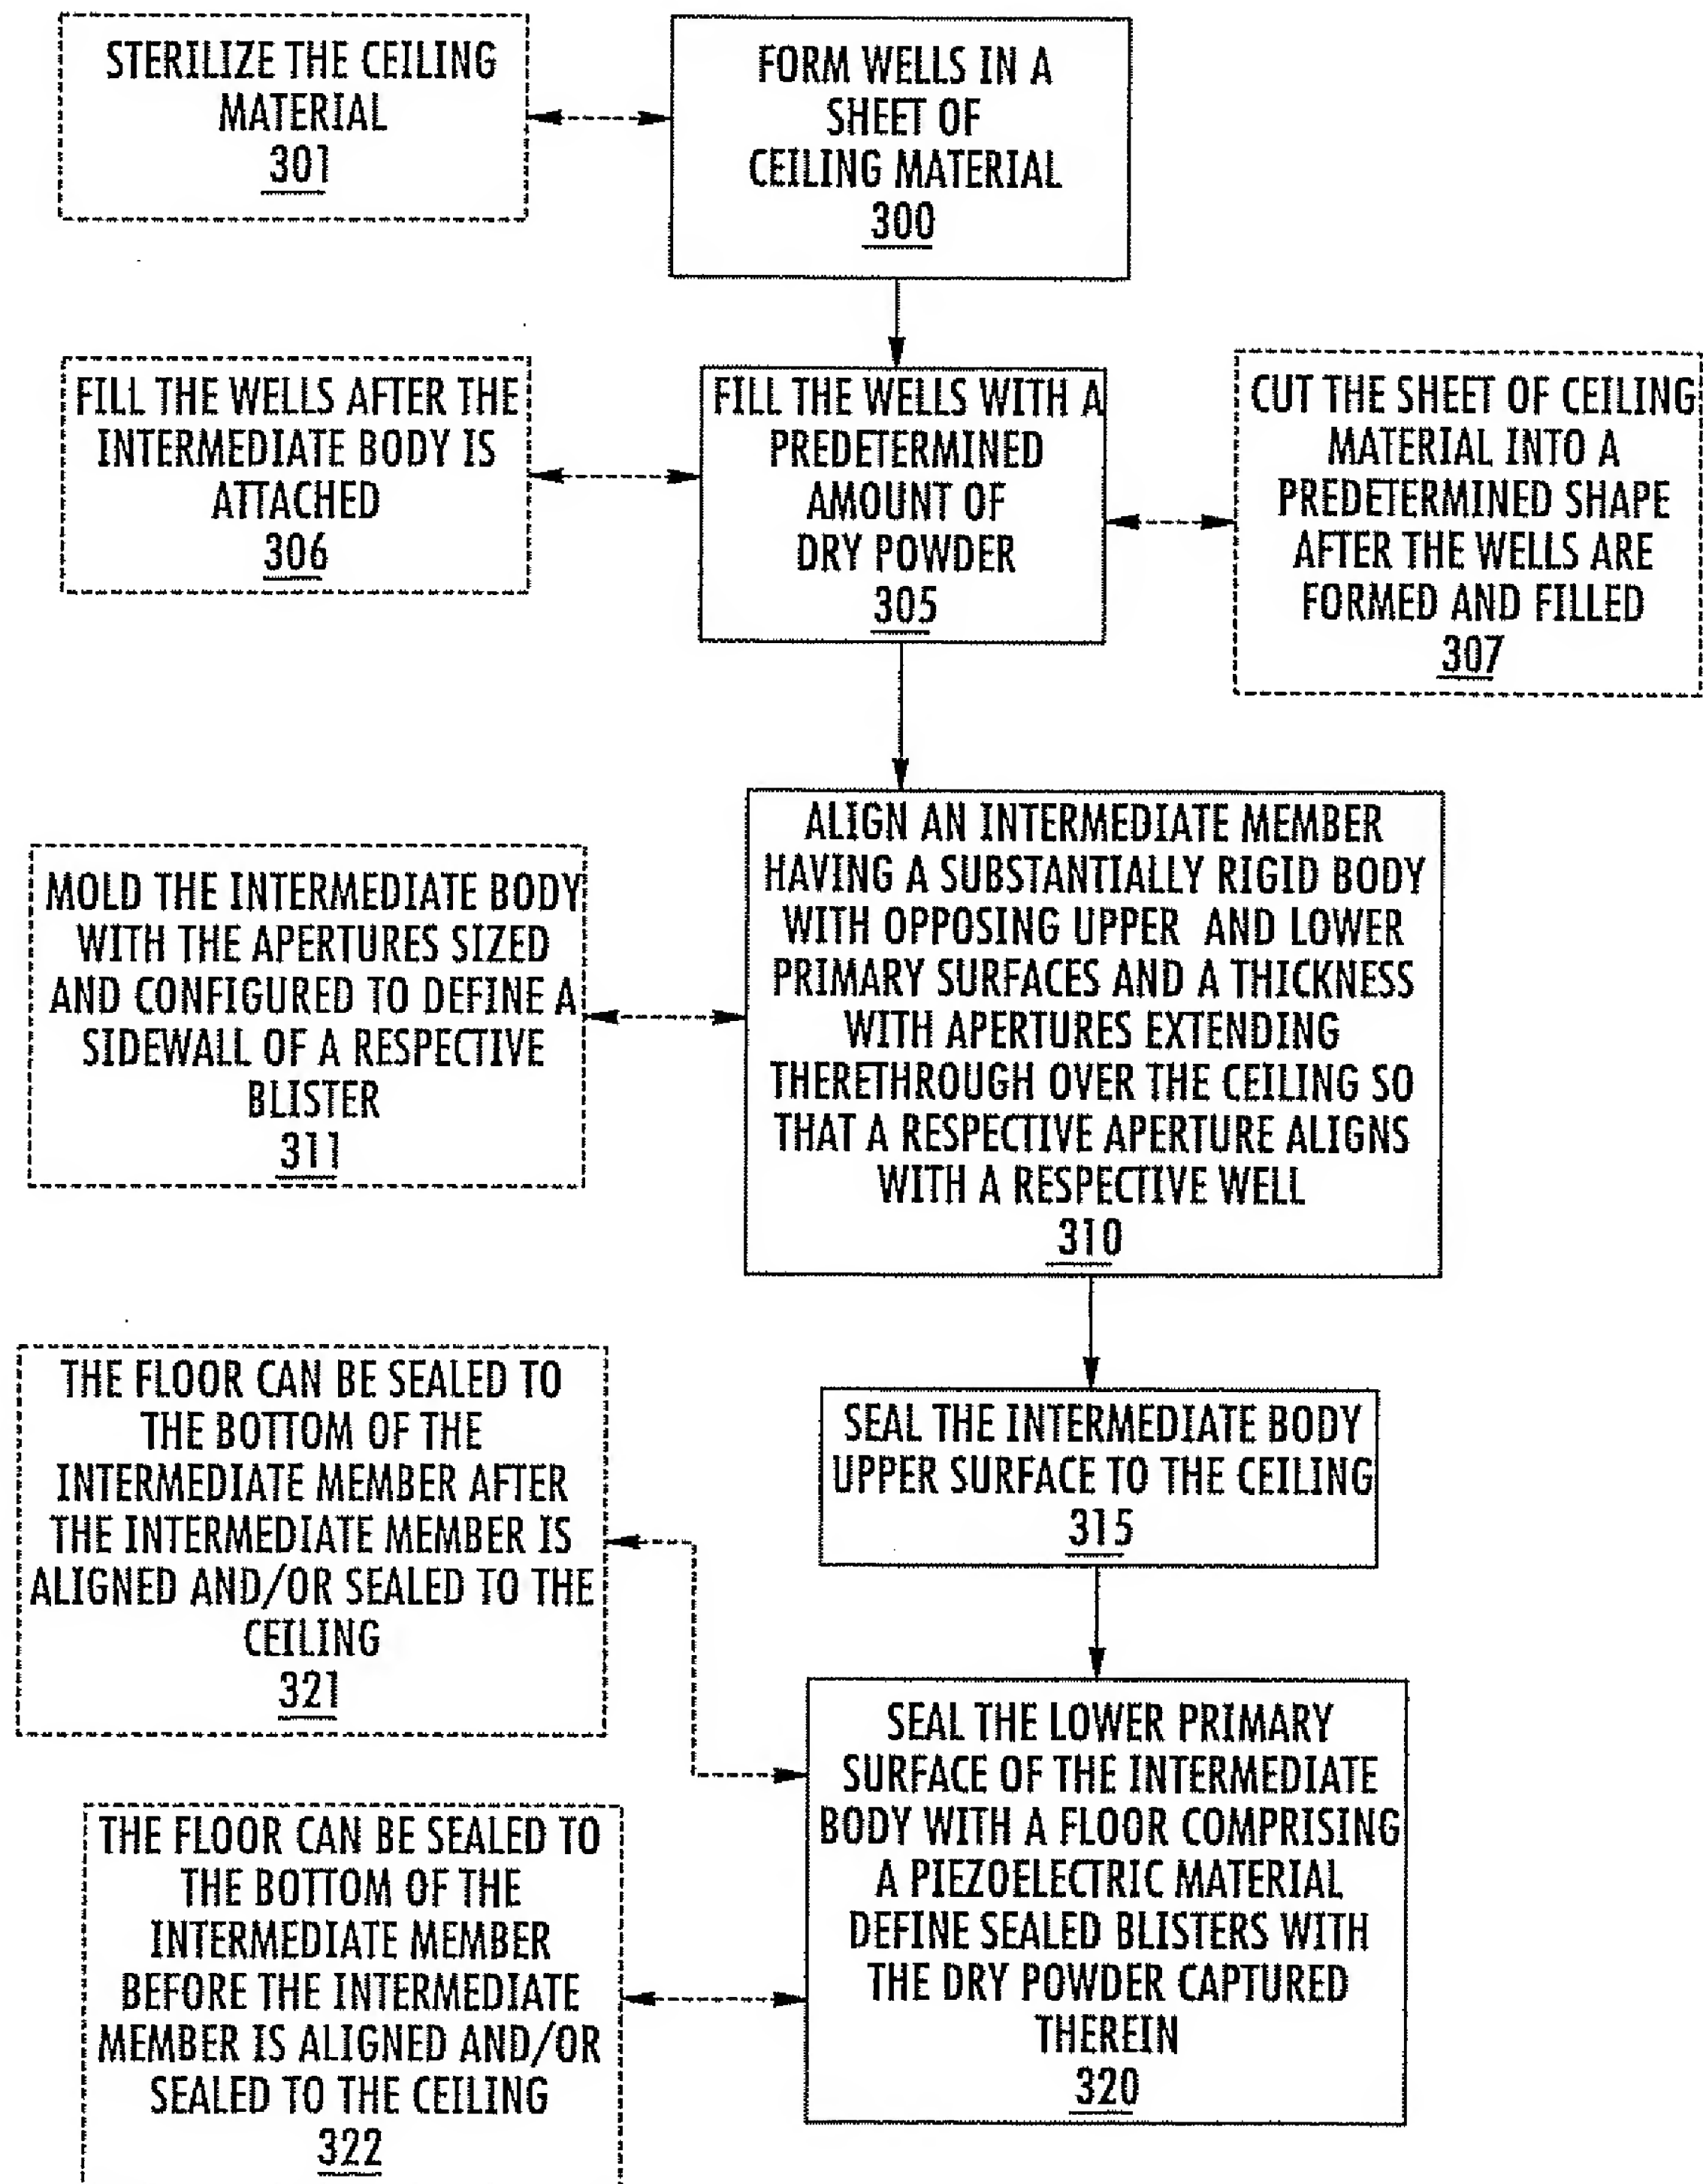 STERILIZE THE CEILING
MATERIAL
301
FORM WELLS IN A
SHEET OF
CEILING MATERIAL
300
FILL THE WELLS AFTER THE
INTERMEDIATE BODY IS
ATTACHED
306
FILL THE WELLS WITH A
PREDETERMINED
AMOUNT OF
DRY POWDER
305
CUT THE SHEET OF CEILING
MATERIAL INTO A
PREDETERMINED SHAPE
AFTER THE WELLS ARE
FORMED AND FILLED
307
MOLD THE INTERMEDIATE BODY
WITH THE APERTURES SIZED
AND CONFIGURED TO DEFINE A
SIDEWALL OF A RESPECTIVE
BLISTER
311
ALIGN AN INTERMEDIATE MEMBER
HAVING A SUBSTANTIALLY RIGID BODY
WITH OPPOSING UPPER AND LOWER
PRIMARY SURFACES AND A THICKNESS
WITH APERTURES EXTENDING
THERETHROUGH OVER THE CEILING SO
THAT A RESPECTIVE APERTURE ALIGNS
WITH A RESPECTIVE WELL
310
SEAL THE INTERMEDIATE BODY
UPPER SURFACE TO THE CEILING
315
THE FLOOR CAN BE SEALED TO
THE BOTTOM OF THE
INTERMEDIATE MEMBER AFTER
THE INTERMEDIATE MEMBER IS
ALIGNED AND/OR SEALED TO THE
CEILING
321
SEAL THE LOWER PRIMARY
SURFACE OF THE INTERMEDIATE
BODY WITH A FLOOR COMPRISING
A PIEZOELECTRIC MATERIAL
DEFINE SEALED BLISTERS WITH
THE DRY POWDER CAPTURED
THEREIN
320
THE FLOOR CAN BE SEALED TO
THE BOTTOM OF THE
INTERMEDIATE MEMBER
BEFORE THE INTERMEDIATE
MEMBER IS ALIGNED AND/OR
SEALED TO THE CEILING
322